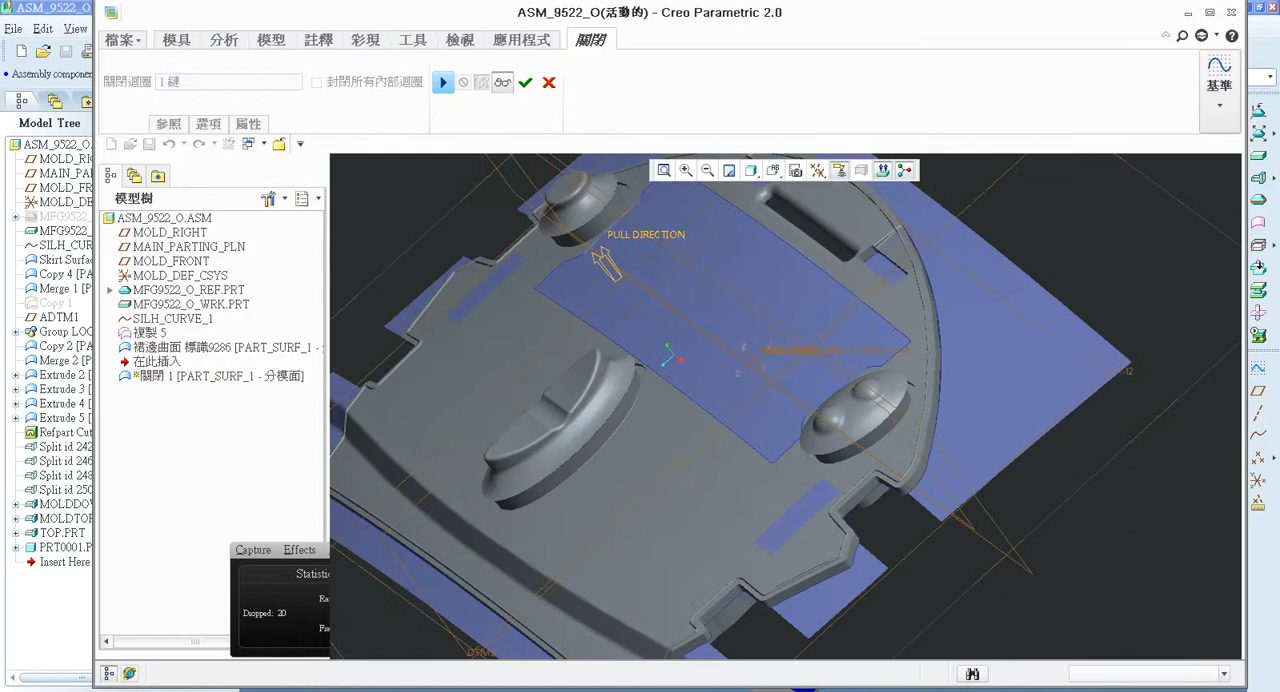 ASM_9522_O(活動的) - Creo Parametric 2.0
ASM_9522_O
File Edit View
Assembly component
Model Tree
ASM_9522_O.
MOLD_RI
MAIN_PA
MOLD_FR
MOLD_DE
MFG9522_
MFG9522_
SILH_CUR
Skirt Surfa
Copy 4 [PA
Merge 1 [P
Copy 1
ADTM1
Group LOC
Copy 2 [PA
Merge 2 [P
Extrude 2 [
Extrude 3 [
Extrude 4 [
Extrude 5 [
Refpart Cut
Split id 242
Split id 246
Split id 248
Split id 250
MOLDDOV
MOLDTOP
TOP.PRT
PRT0001.P
Insert Here
檔案 模具 分析 模型 註釋 彩現 工具 檢視 應用程式 關閉
關閉迴圈 1 鏈 封閉所有內部迴圈
基準
參照 選項 屬性
模型樹
ASM_9522_O.ASM
MOLD_RIGHT
MAIN_PARTING_PLN
MOLD_FRONT
MOLD_DEF_CSYS
MFG9522_O_REF.PRT
MFG9522_O_WRK.PRT
SILH_CURVE_1
複製 5
裙邊曲面 標識9286 [PART_SURF_1 -
在此插入
*關閉 1 [PART_SURF_1 - 分模面]
Capture Effects
Statistic
Dropped: 20
PULL DIRECTION